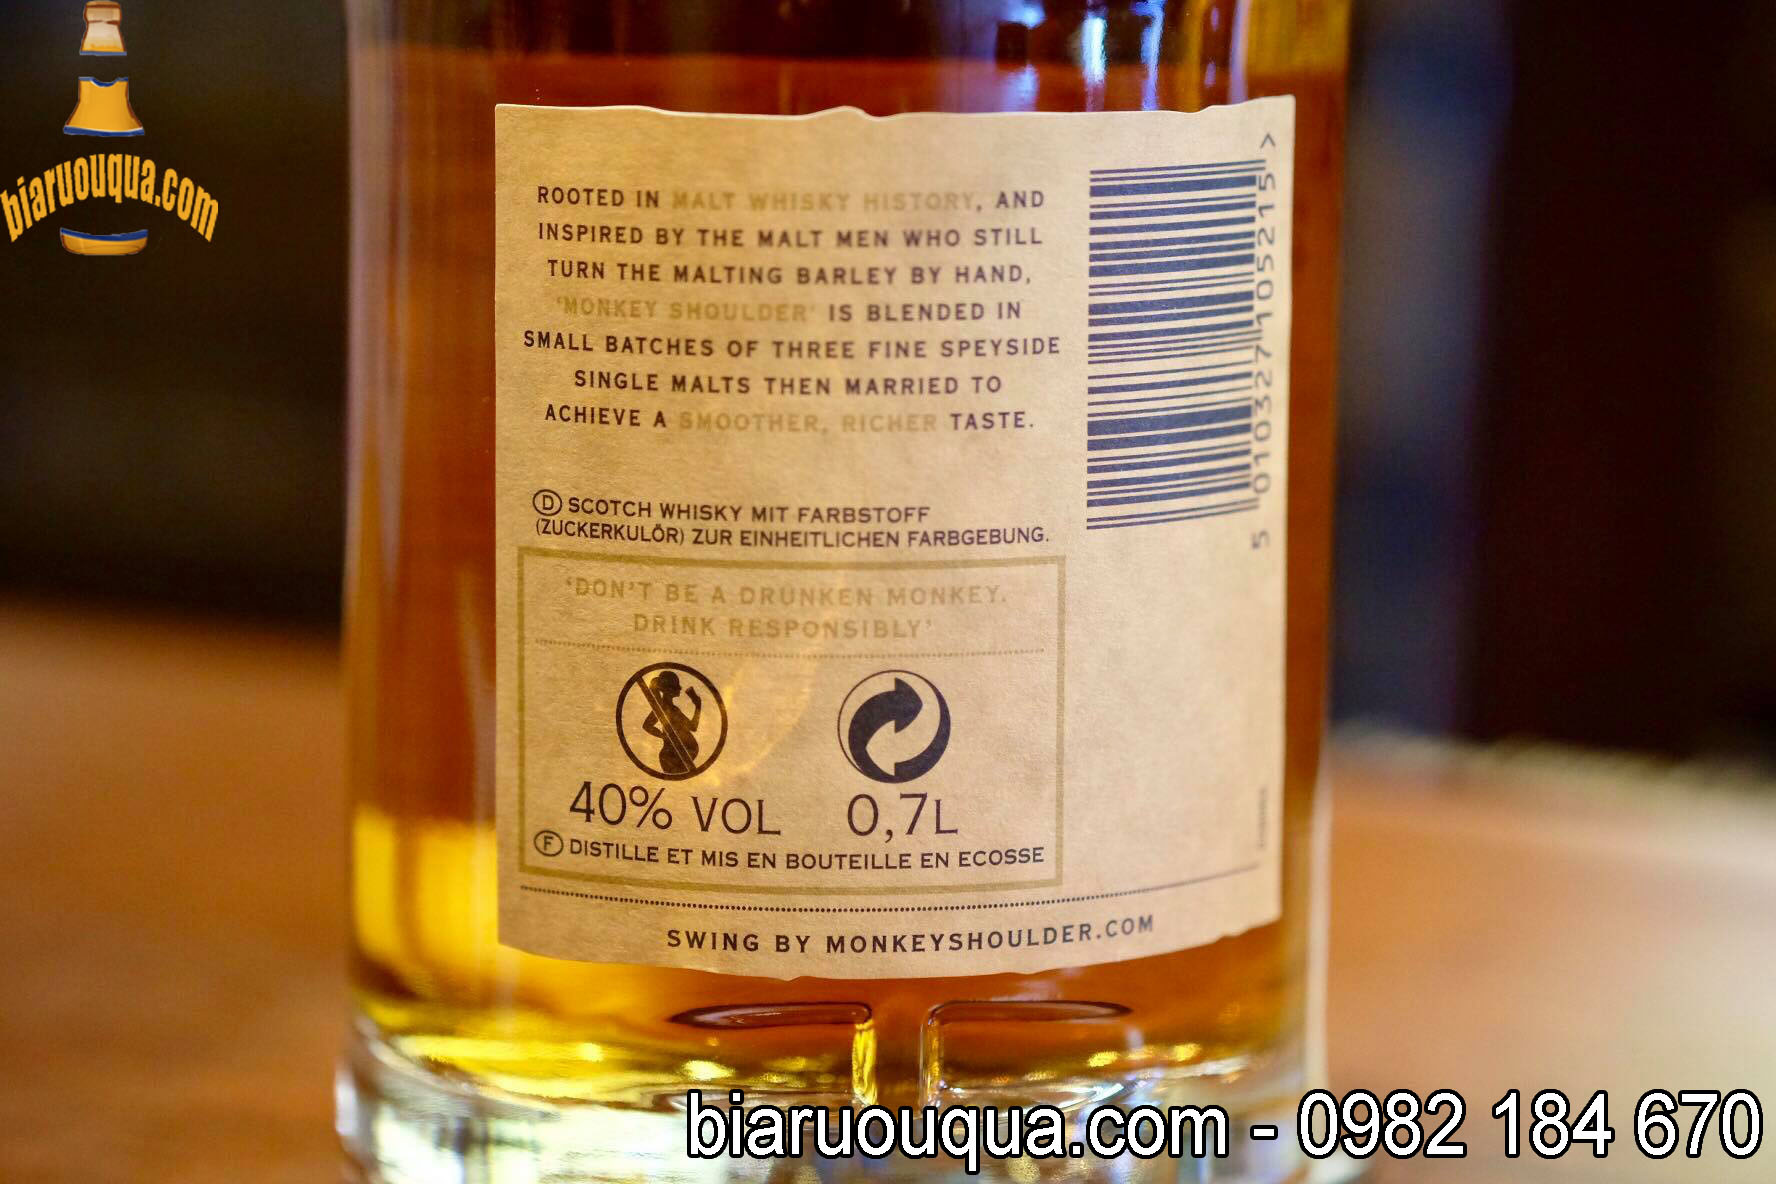 biaruouqua.com
ROOTED IN MALT WHISKY HISTORY, AND
INSPIRED BY THE MALT MEN WHO STILL
TURN THE MALTING BARLEY BY HAND,
'MONKEY SHOULDER' IS BLENDED IN
SMALL BATCHES OF THREE FINE SPEYSIDE
SINGLE MALTS THEN MARRIED TO
ACHIEVE A SMOOTHER, RICHER TASTE.
D SCOTCH WHISKY MIT FARBSTOFF
(ZUCKERKULÖR) ZUR EINHEITLICHEN FARBGEBUNG.
'DON'T BE A DRUNKEN MONKEY.
DRINK RESPONSIBLY'
40% VOL 0,7L
F DISTILLE ET MIS EN BOUTEILLE EN ECOSSE
SWING BY MONKEYSHOULDER.COM
5 010327 105215 >
biaruouqua.com - 0982 184 670